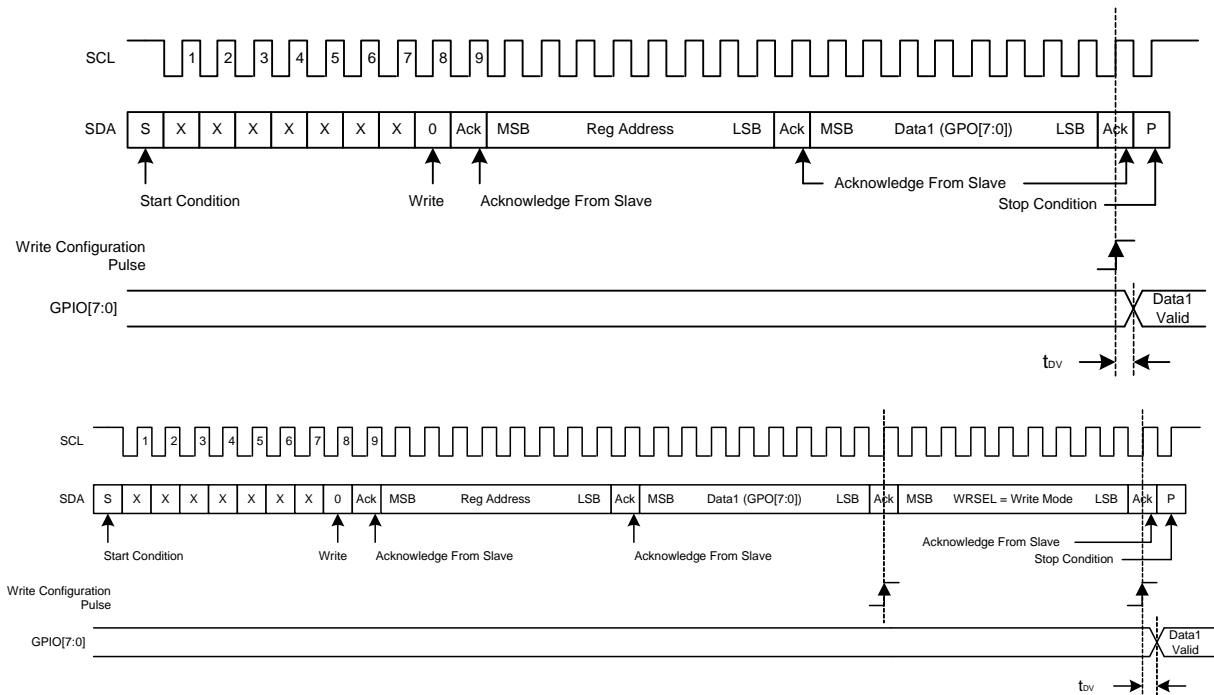 SCL 1 2 3 4 5 6 7 8 9
SDA S X X X X X X X 0 Ack MSB Reg Address LSB Ack MSB Data1 (GPO[7:0]) LSB Ack P
Start Condition Write Acknowledge From Slave Acknowledge From Slave
Stop Condition
Write Configuration
Pulse
GPIO[7:0] Data1
Valid
tDV
SCL 1 2 3 4 5 6 7 8 9
SDA S X X X X X X X 0 Ack MSB Reg Address LSB Ack MSB Data1 (GPO[7:0]) LSB Ack MSB WRSEL = Write Mode LSB Ack P
Acknowledge From Slave
Start Condition Write Acknowledge From Slave Acknowledge From Slave Stop Condition
Write Configuration
Pulse
GPIO[7:0] Data1
Valid
tDV